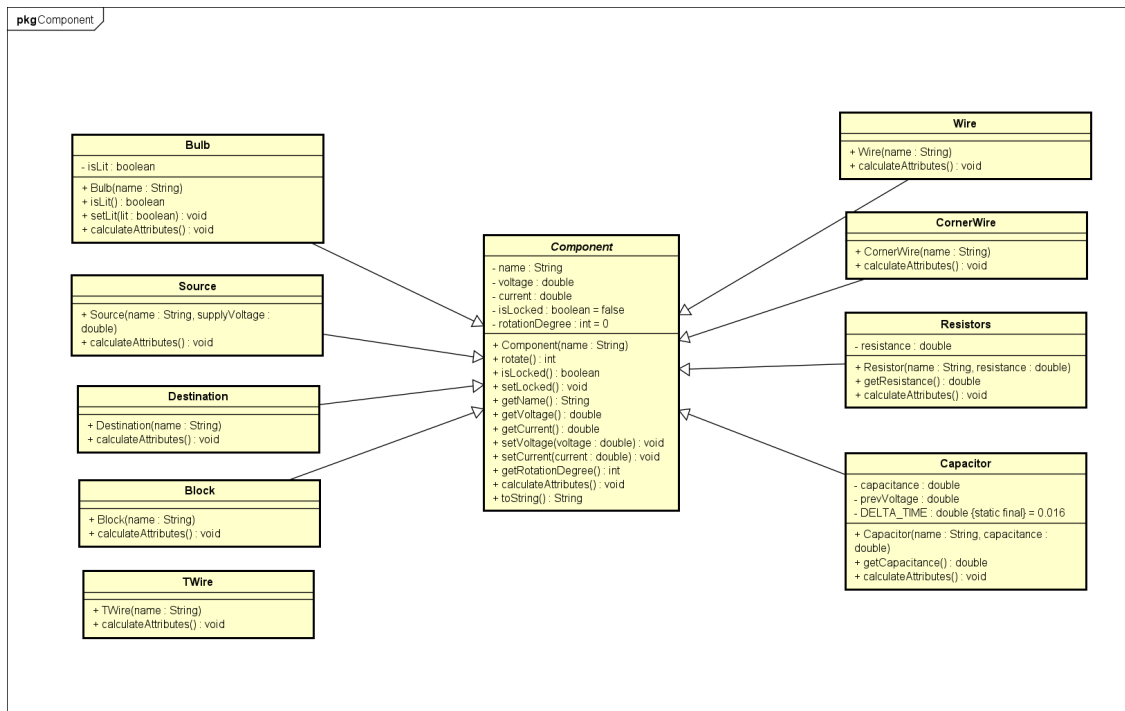 pkg Component
Bulb
- isLit : boolean
+ Bulb(name : String)
+ isLit() : boolean
+ setLit(lit : boolean) : void
+ calculateAttributes() : void
Source
+ Source(name : String, supplyVoltage :
double)
+ calculateAttributes() : void
Destination
+ Destination(name : String)
+ calculateAttributes() : void
Block
+ Block(name : String)
+ calculateAttributes() : void
TWire
+ TWire(name : String)
+ calculateAttributes() : void
Component
- name : String
- voltage : double
- current : double
- isLocked : boolean = false
- rotationDegree : int = 0
+ Component(name : String)
+ rotate() : int
+ isLocked() : boolean
+ setLocked() : void
+ getName() : String
+ getVoltage() : double
+ getCurrent() : double
+ setVoltage(voltage : double) : void
+ setCurrent(current : double) : void
+ getRotationDegree() : int
+ calculateAttributes() : void
+ toString() : String
Wire
+ Wire(name : String)
+ calculateAttributes() : void
CornerWire
+ CornerWire(name : String)
+ calculateAttributes() : void
Resistors
- resistance : double
+ Resistor(name : String, resistance : double)
+ getResistance() : double
+ calculateAttributes() : void
Capacitor
- capacitance : double
- prevVoltage : double
- DELTA_TIME : double {static final} = 0.016
+ Capacitor(name : String, capacitance :
double)
+ getCapacitance() : double
+ calculateAttributes() : void